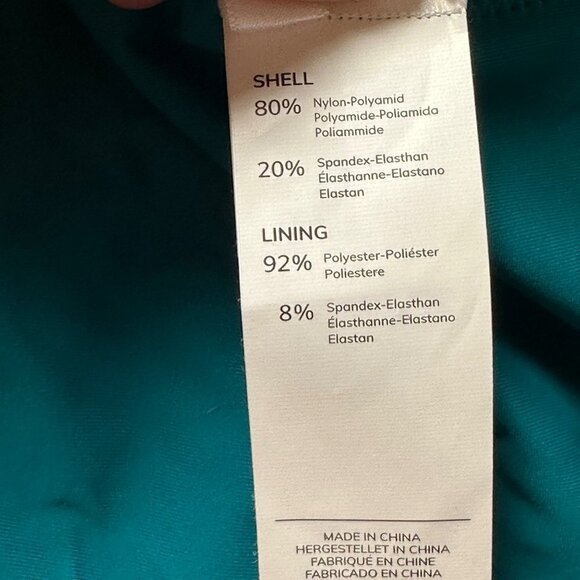 SHELL
80% Nylon-Polyamid
Polyamide-Poliamida
Poliammide
20% Spandex-Elasthan
Élasthanne-Elastano
Elastan
LINING
92% Polyester-Poliéster
Poliestere
8% Spandex-Elasthan
Élasthanne-Elastano
Elastan
MADE IN CHINA
HERGESTELLET IN CHINA
FABRIQUÉ EN CHINE
FABRICADO EN CHINA